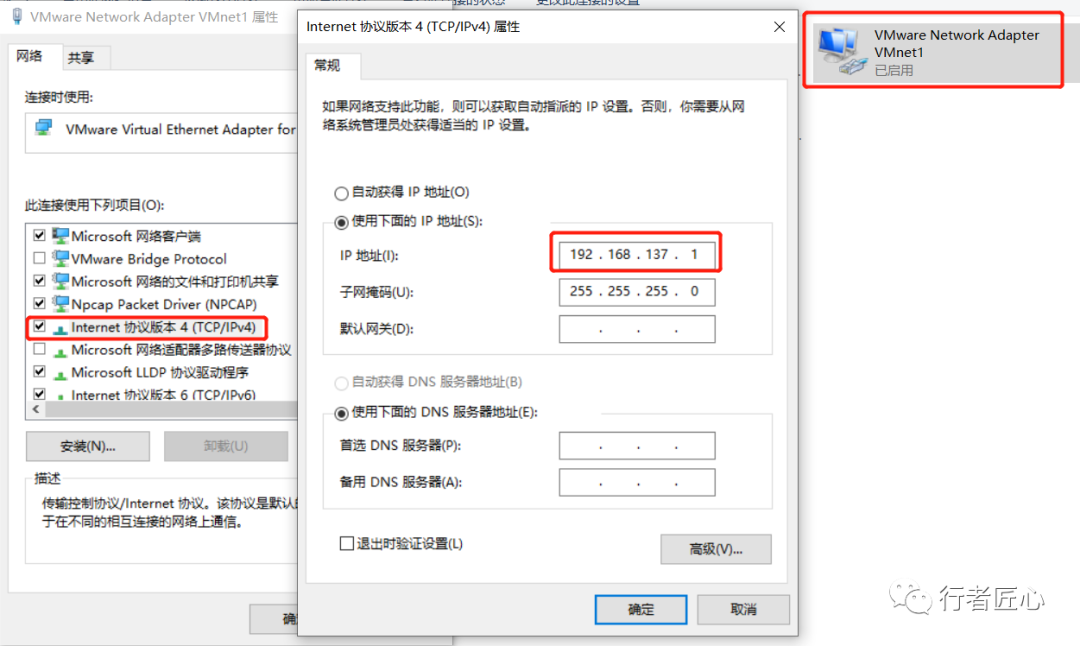 接的状态
更改此连接的设置
VMware Network Adapter VMnet1 属性
网络
共享
连接时使用:
VMware Virtual Ethernet Adapter for
此连接使用下列项目(O):
Microsoft 网络客户端
VMware Bridge Protocol
Microsoft 网络的文件和打印机共享
Npcap Packet Driver (NPCAP)
Internet 协议版本 4 (TCP/IPv4)
Microsoft 网络适配器多路传送器协议
Microsoft LLDP 协议驱动程序
Internet 协议版本 6 (TCP/IPv6)
安装(N)...
卸载(U)
描述
传输控制协议/Internet 协议。该协议是默认
于在不同的相互连接的网络上通信。
确
Internet 协议版本 4 (TCP/IPv4) 属性
常规
如果网络支持此功能，则可以获取自动指派的 IP 设置。否则，你需要从网
络系统管理员处获得适当的 IP 设置。
自动获得 IP 地址(O)
使用下面的 IP 地址(S):
IP 地址(I):
192 . 168 . 137 . 1
子网掩码(U):
255 . 255 . 255 . 0
默认网关(D):
. . .
自动获得 DNS 服务器地址(B)
使用下面的 DNS 服务器地址(E):
首选 DNS 服务器(P):
. . .
备用 DNS 服务器(A):
. . .
退出时验证设置(L)
高级(V)...
确定
取消
VMware Network Adapter
VMnet1
已启用
行者匠心